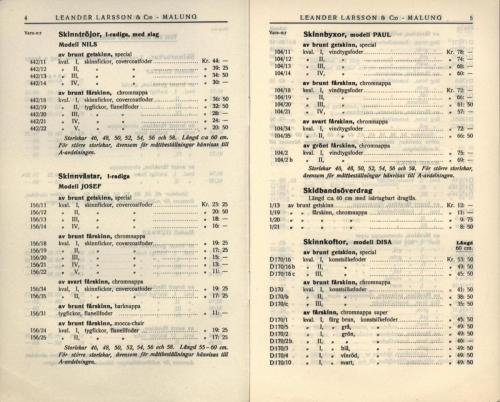 4 LEANDER LARSSON & Co - MALUNG
Varu-n:r
Skinntröjor, 1-radiga, med slag
Modell NILS
av brunt getskinn, special
442/11 kval. I, skinnfickor, covercoatsfoder Kr. 44: —
442/12 „ II, „ „ „ 39: 25
442/13 „ III, „ „ „ 34: 50
442/14 „ IV, „ „ „ 30: —
av brunt fårskinn, chromnappa
442/18 kval. I, skinnfickor, covercoatsfoder „ 36: 50
442/19 „ II, tygfickor, flanellfoder „ 32: 50
442/20 „ III, „ „ „ 28: —
442/21 „ IV, „ „ „ 24: —
442/22 „ V, „ „ „ 20: 50
Storlekar 46, 48, 50, 52, 54, 56 och 58. Längd ca 60 cm.
För större storlekar, ävensom för måttbeställningar hänvisas till
A-avdelningen.
Skinnvästar, 1-radiga
Modell JOSEF
av brunt getskinn, special
156/11 kval. I, skinnfickor, covercoatsfoder Kr. 23: 25
156/12 „ II, „ „ „ 20: 50
156/13 „ III, „ „ „ 18: —
156/14 „ IV, „ „ „ 16: —
av brunt fårskinn, chromnappa
156/18 kval. I, skinnfickor, covercoatsfoder „ 19: 25
156/19 „ II, „ „ „ 17: 25
156/20 „ III, „ „ „ 15: 25
156/21 „ IV, „ „ „ 13: —
156/22 „ V, „ „ „ 11: —
av svart fårskinn, chromnappa
156/34 kval. I, skinnfickor, covercoatsfoder „ 19: 25
156/35 „ II, „ „ „ 17: 25
av brunt fårskinn, barknappa
156/31 tygfickor, flanellfoder „ 11: —
av brunt fårskinn, mocca-chair
156/24 kval. I, tygfickor, flanellfoder „ 19: 25
156/25 „ II, „ „ „ 17: 25
Storlekar 46, 48, 50, 52, 54, 56 och 58. Längd 55—60 cm.
För större storlekar, ävensom för måttbeställningar hänvisas till
A-avdelningen.
LEANDER LARSSON & Co - MALUNG 5
Varu-n:r
Skinnbyxor, modell PAUL
av brunt getskinn, special
104/11 kval. I, vindtygsfoder Kr. 78: —
104/12 „ II, „ „ 74: —
104/13 „ III, „ „ 68: —
104/14 „ IV, „ „ 60: —
av brunt fårskinn, chromnappa
104/18 kval. I, vindtygsfoder „ 72: —
104/19 „ II, „ „ 66: —
104/20 „ III, „ „ 61: 50
104/21 „ IV, „ „ 57: —
av svart fårskinn, chromnappa
104/34 kval. I, vindtygsfoder „ 72: —
104/35 „ II, „ „ 66: —
av grönt fårskinn, chromnappa
104/2 kval. I, vindtygsfoder „ 75: —
104/2 b „ II, „ „ 69: —
Storlekar 46, 48, 50, 52, 54, 56 och 58. För större storlekar,
ävensom för måttbeställningar hänvisas till A-avdelningen.
Skidbandsöverdrag
Längd ca 60 cm med isärtagbart draglås.
1/13 av brunt getskinn, special Kr. 12: —
1/19 „ „ fårskinn, chromnappa „ 11: —
1/20 „ „ „ „ „ 9: 75
1/21 „ „ „ „ „ 8: 50
Skinnkoftor, modell DISA
Längd
60 cm.
av brunt getskinn, special
D170/16 kval. I, konstsilkefoder Kr. 53: 50
D170/16 b „ II, „ „ 49: 50
D170/16 c „ III, „ „ 45: 50
av brunt fårskinn, chromnappa
D170 kval. I, konstsilkefoder „ 41: 50
D170/b „ II, „ „ 38: 50
D170/c „ III, „ „ 35: 50
av fårskinn, chromnappa super
D170/1 kval. I, färg brun, konstsilkefoder „ 49: 50
D170/5 „ I, „ grå, „ „ 49: 50
D170/2 „ I, „ grön, „ „ 49: 50
D170/2b „ II, „ „ „ „ 46: 50
D170/3 „ I, „ blå, „ „ 49: 50
D170/4 „ I, „ vinröd, „ „ 49: 50
D170/10 „ I, „ svart, „ „ 49: 50